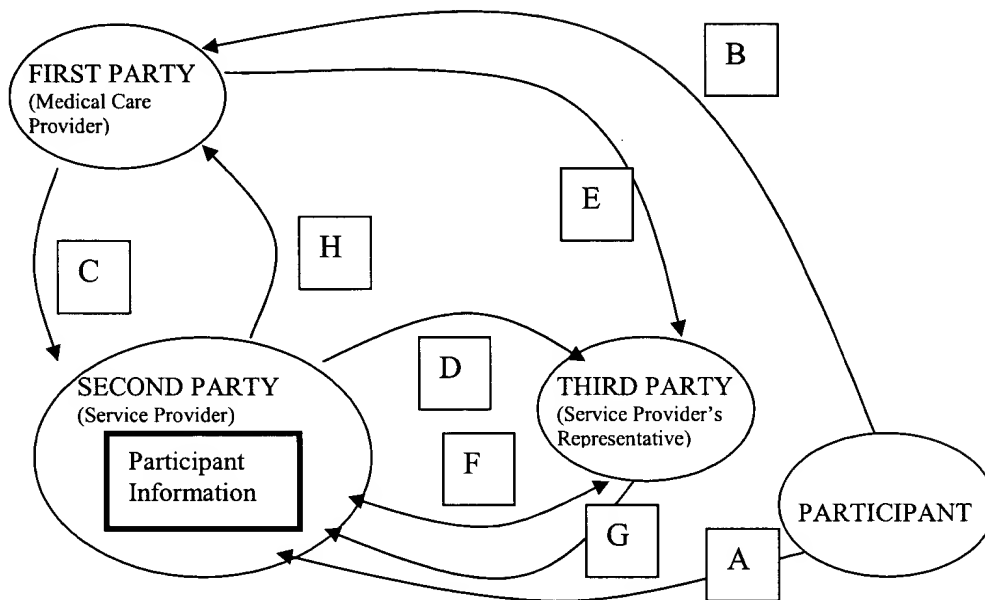 B
FIRST PARTY
(Medical Care
Provider)
E
H
C
D
SECOND PARTY
(Service Provider)
THIRD PARTY
(Service Provider's
Representative)
Participant
Information
F
PARTICIPANT
G
A